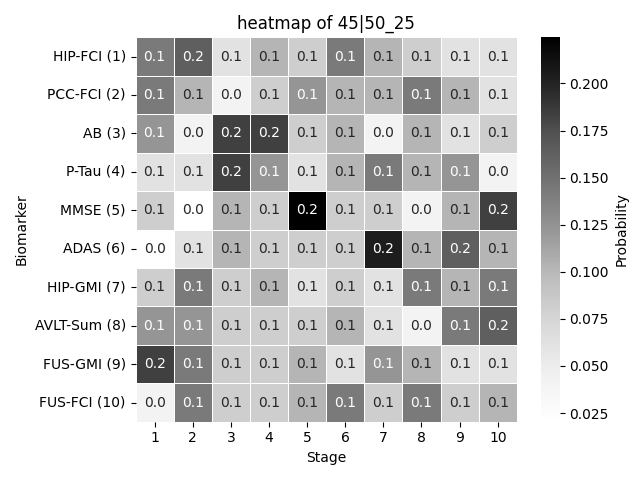 heatmap of 45|50_25
HIP-FCI (1) 0.1 0.2 0.1 0.1 0.1 0.1 0.1 0.1 0.1 0.1
PCC-FCI (2) 0.1 0.1 0.0 0.1 0.1 0.1 0.1 0.1 0.1 0.1
AB (3) 0.1 0.0 0.2 0.2 0.1 0.1 0.0 0.1 0.1 0.1
P-Tau (4) 0.1 0.1 0.2 0.1 0.1 0.1 0.1 0.1 0.1 0.0
MMSE (5) 0.1 0.0 0.1 0.1 0.2 0.1 0.1 0.0 0.1 0.2
ADAS (6) 0.0 0.1 0.1 0.1 0.1 0.1 0.2 0.1 0.2 0.1
HIP-GMI (7) 0.1 0.1 0.1 0.1 0.1 0.1 0.1 0.1 0.1 0.1
AVLT-Sum (8) 0.1 0.1 0.1 0.1 0.1 0.1 0.1 0.0 0.1 0.2
FUS-GMI (9) 0.2 0.1 0.1 0.1 0.1 0.1 0.1 0.1 0.1 0.1
FUS-FCI (10) 0.0 0.1 0.1 0.1 0.1 0.1 0.1 0.1 0.1 0.1
1 2 3 4 5 6 7 8 9 10
Stage
Biomarker
0.200
0.175
0.150
0.125
0.100
0.075
0.050
0.025
Probability